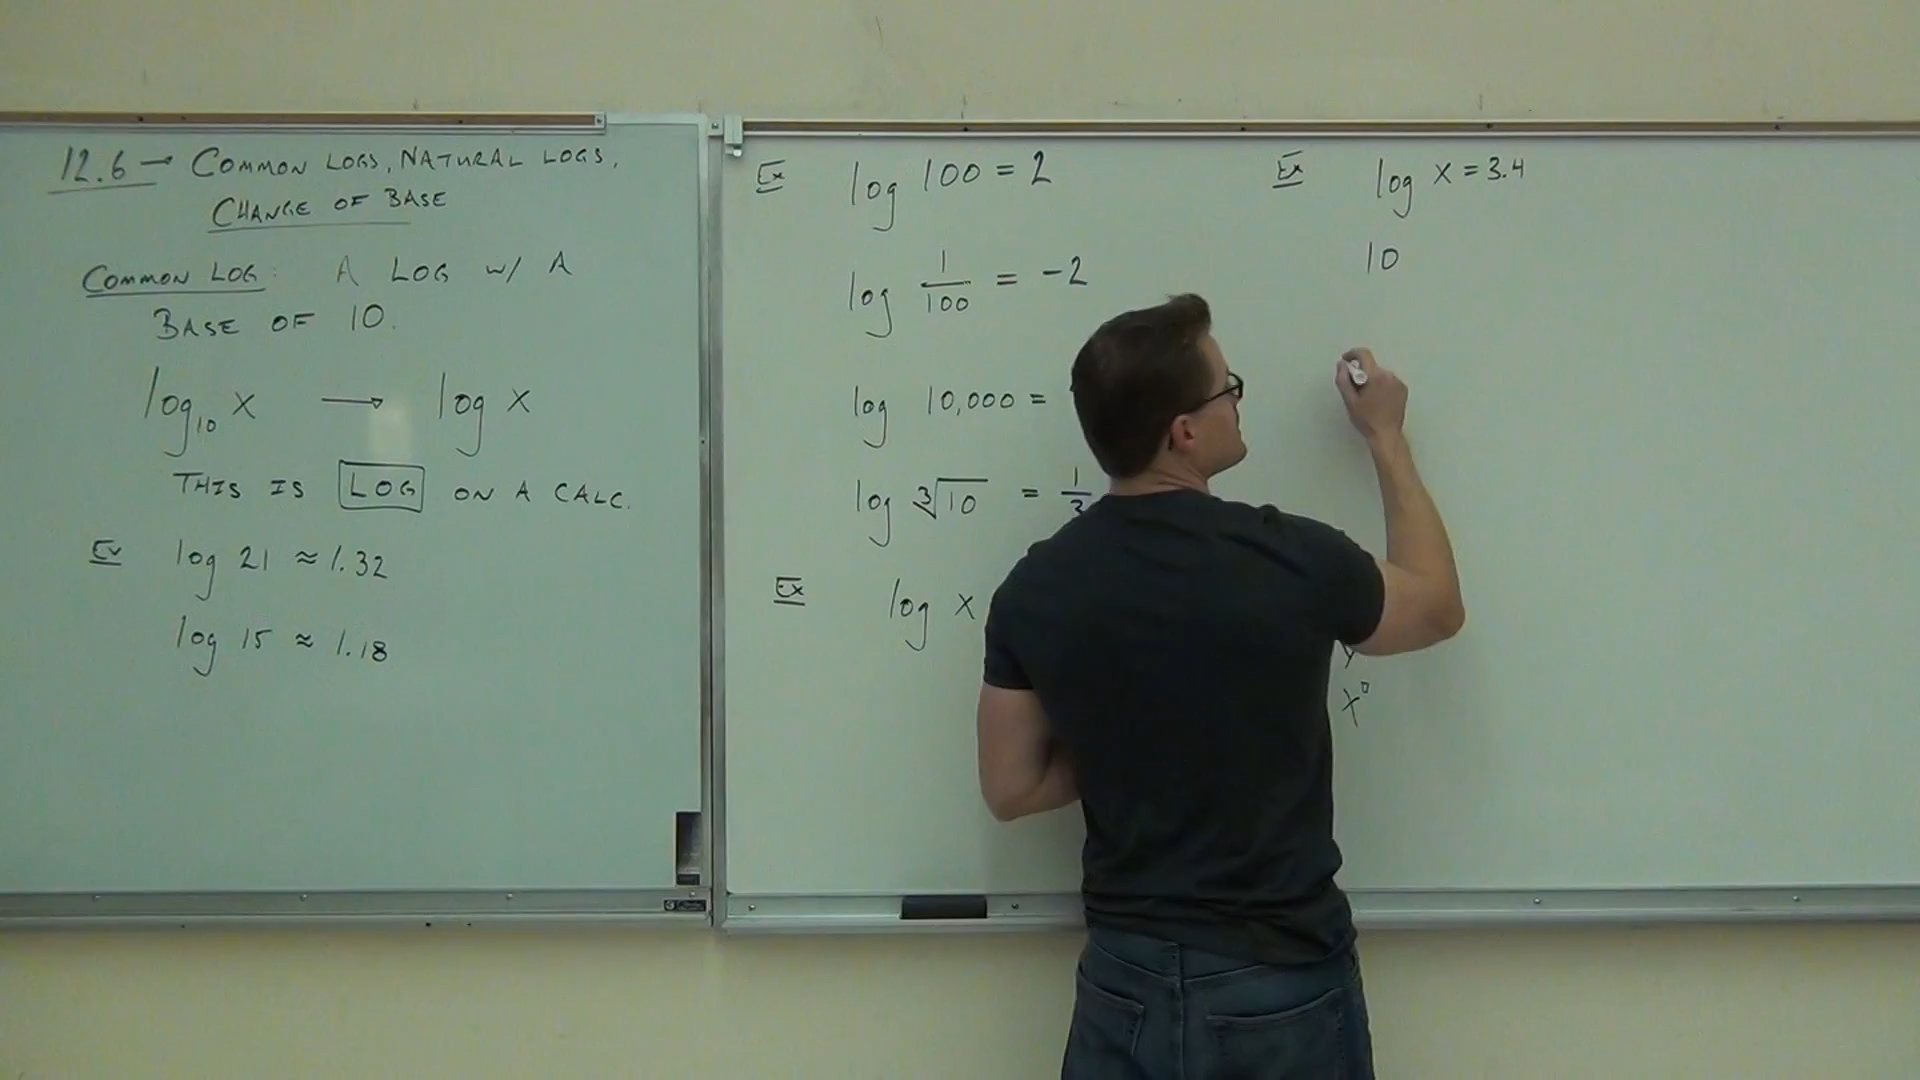 12.6 → COMMON LOGS, NATURAL LOGS,
CHANGE OF BASE
COMMON LOG: A LOG W/ A
BASE OF 10.
log₁₀ x → log x
THIS IS LOG ON A CALC.
Ex log 21 ≈ 1.32
log 15 ≈ 1.18
Ex log 100 = 2
log 1/100 = -2
log 10,000 =
log ∛10 = 1/3
Ex log x
Ex log x = 3.4
10